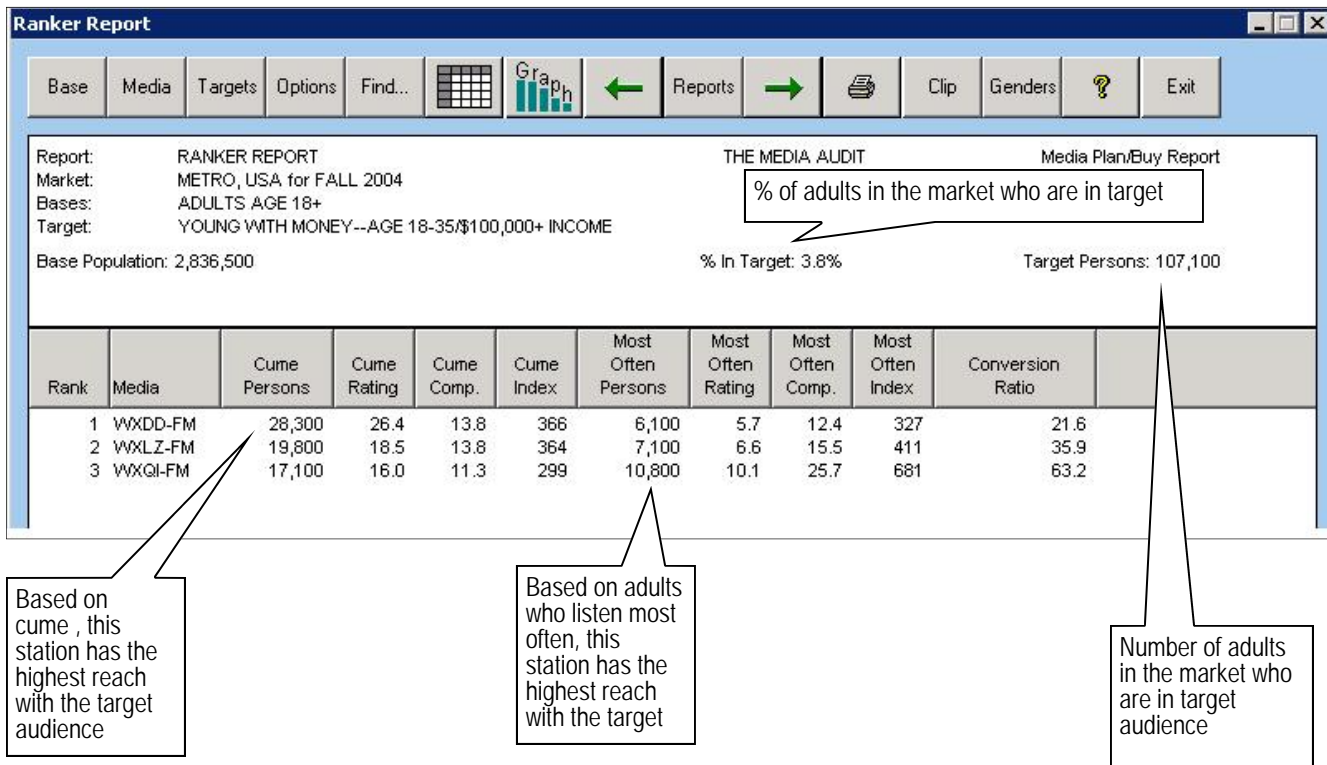 Ranker Report
Base Media Targets Options Find... Graph Reports Clip Genders ? Exit
Report: RANKER REPORT THE MEDIA AUDIT Media Plan/Buy Report
Market: METRO, USA for FALL 2004
Bases: ADULTS AGE 18+
Target: YOUNG WITH MONEY--AGE 18-35/$100,000+ INCOME
% of adults in the market who are in target
Base Population: 2,836,500 % In Target: 3.8% Target Persons: 107,100
Rank Media Cume Persons Cume Rating Cume Comp. Cume Index Most Often Persons Most Often Rating Most Often Comp. Most Often Index Conversion Ratio
1 WXDD-FM 28,300 26.4 13.8 366 6,100 5.7 12.4 327 21.6
2 WXLZ-FM 19,800 18.5 13.8 364 7,100 6.6 15.5 411 35.9
3 WXQI-FM 17,100 16.0 11.3 299 10,800 10.1 25.7 681 63.2
Based on
cume , this
station has the
highest reach
with the target
audience
Based on adults
who listen most
often, this
station has the
highest reach
with the target
Number of adults
in the market who
are in target
audience